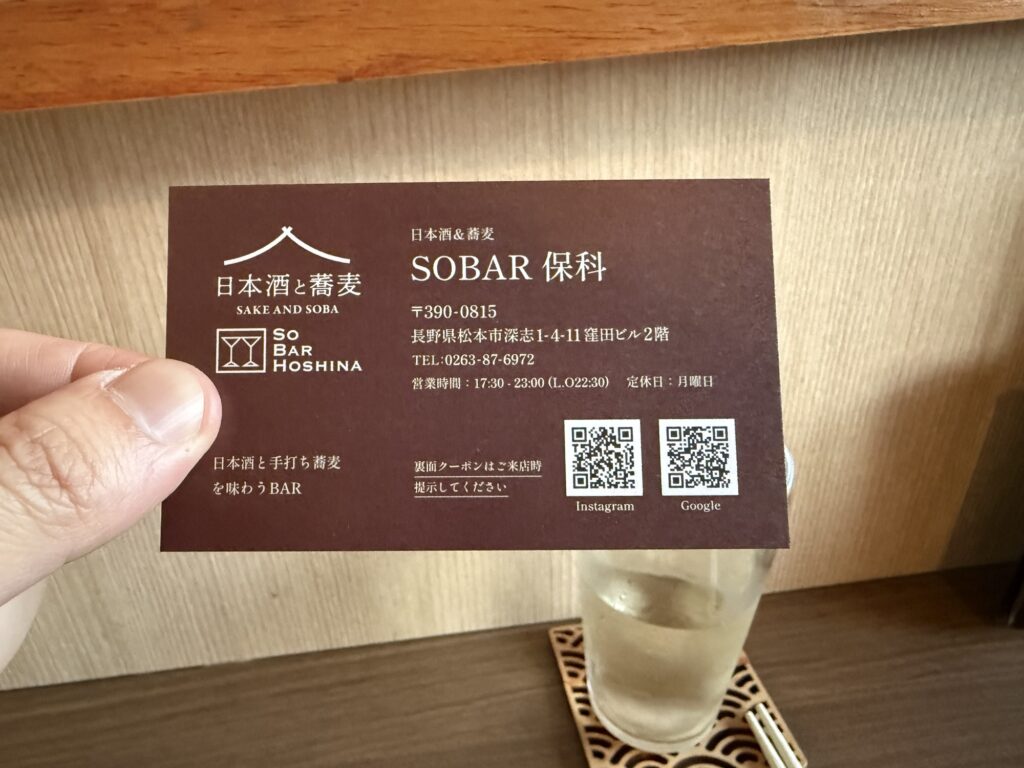 日本酒と蕎麦
SAKE AND SOBA
SO
BAR
HOSHINA
日本酒と手打ち蕎麦
を味わうBAR
日本酒&蕎麦
SOBAR 保科
〒390-0815
長野県松本市深志1-4-11 窪田ビル2階
TEL:0263-87-6972
営業時間:17:30 - 23:00 (L.O22:30) 定休日:月曜日
裏面クーポンはご来店時
提示してください
Instagram
Google